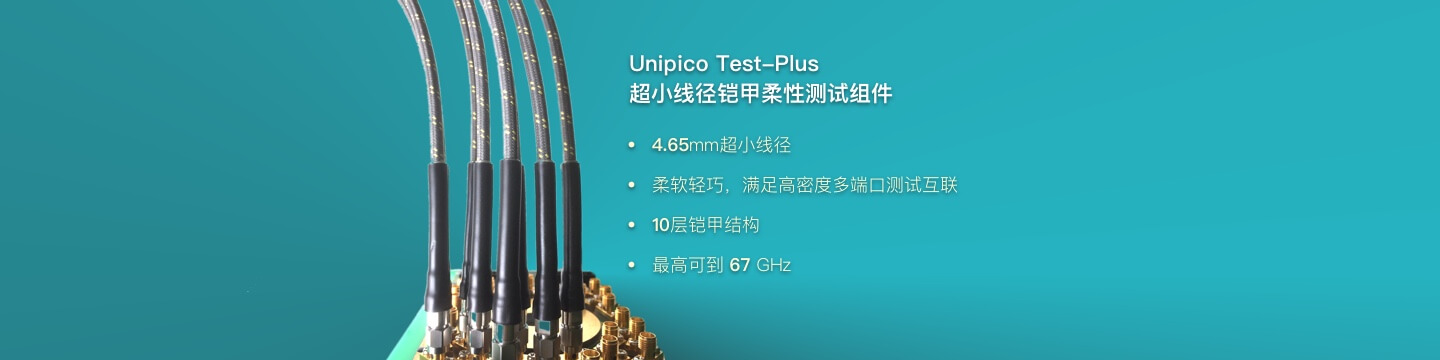 Unipico Test-Plus
超小线径铠甲柔性测试组件
• 4.65mm超小线径
• 柔软轻巧，满足高密度多端口测试互联
• 10层铠甲结构
• 最高可到 67 GHz